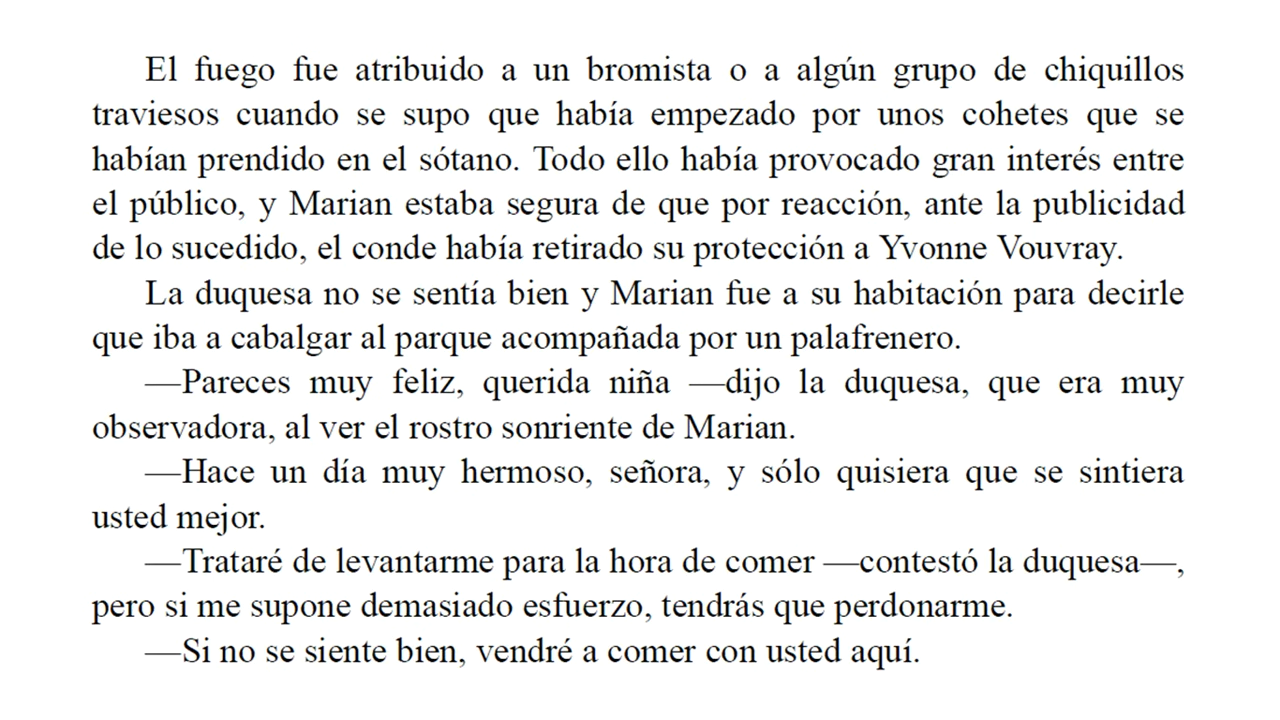 El fuego fue atribuido a un bromista o a algún grupo de chiquillos
traviesos cuando se supo que había empezado por unos cohetes que se
habían prendido en el sótano. Todo ello había provocado gran interés entre
el público, y Marian estaba segura de que por reacción, ante la publicidad
de lo sucedido, el conde había retirado su protección a Yvonne Vouvray.
La duquesa no se sentía bien y Marian fue a su habitación para decirle
que iba a cabalgar al parque acompañada por un palafrenero.
—Pareces muy feliz, querida niña —dijo la duquesa, que era muy
observadora, al ver el rostro sonriente de Marian.
—Hace un día muy hermoso, señora, y sólo quisiera que se sintiera
usted mejor.
—Trataré de levantarme para la hora de comer —contestó la duquesa—,
pero si me supone demasiado esfuerzo, tendrás que perdonarme.
—Si no se siente bien, vendré a comer con usted aquí.